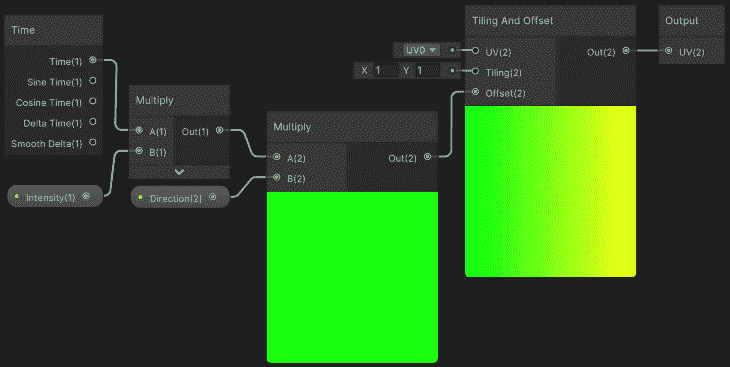 Time
Time(1)
Sine Time(1)
Cosine Time(1)
Delta Time(1)
Smooth Delta(1)
Intensity(1)
Multiply
A(1) Out(1)
B(1)
Direction(2)
Multiply
A(2) Out(2)
B(2)
UV0
X 1 Y 1
Tiling And Offset
UV(2) Out(2)
Tiling(2)
Offset(2)
Output
UV(2)